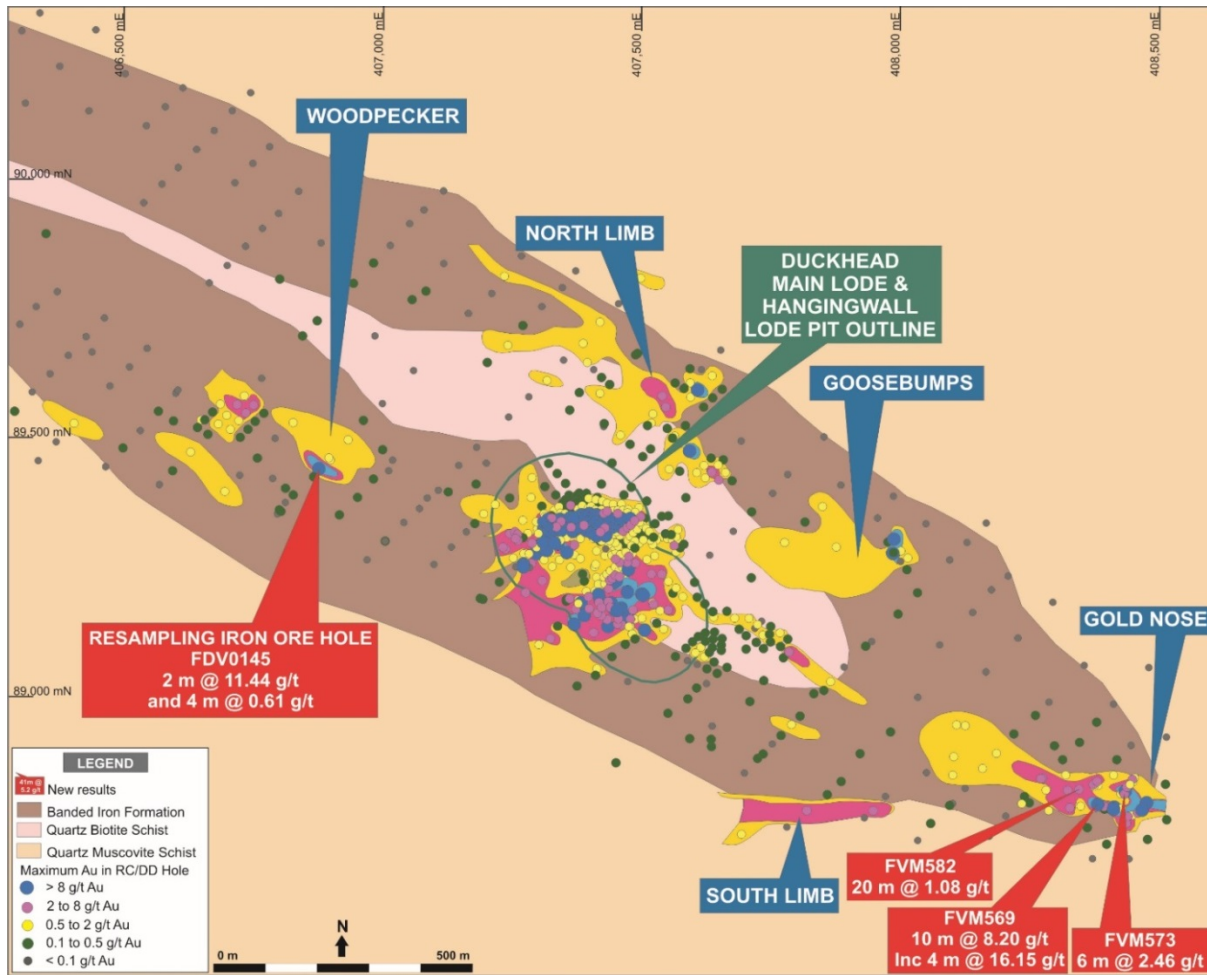 406,500 mE
407,000 mE
407,500 mE
408,000 mE
408,500 mE
WOODPECKER
90,000 mN
NORTH LIMB
DUCKHEAD
MAIN LODE &
HANGINGWALL
LODE PIT OUTLINE
GOOSEBUMPS
89,500 mN
GOLD NOSE
RESAMPLING IRON ORE HOLE
FDV0145
2 m @ 11.44 g/t
and 4 m @ 0.61 g/t
89,000 mN
LEGEND
41m @
5.2 g/t
New results
Banded Iron Formation
Quartz Biotite Schist
Quartz Muscovite Schist
Maximum Au in RC/DD Hole
> 8 g/t Au
2 to 8 g/t Au
0.5 to 2 g/t Au
0.1 to 0.5 g/t Au
< 0.1 g/t Au
SOUTH LIMB
FVM582
20 m @ 1.08 g/t
FVM569
10 m @ 8.20 g/t
Inc 4 m @ 16.15 g/t
FVM573
6 m @ 2.46 g/t
N
0 m
500 m